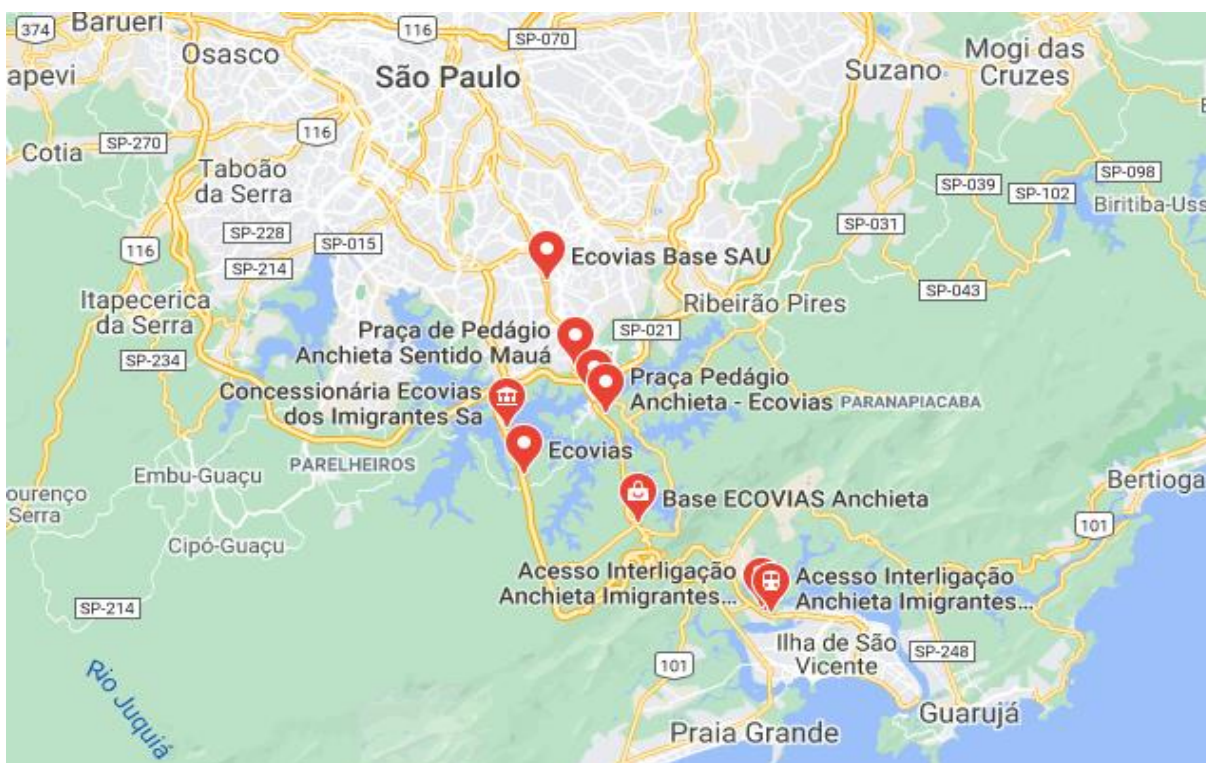 374
Barueri
116
SP-070
Osasco
São Paulo
Mogi das
Cruzes
apevi
Suzano
116
Cotia
SP-270
Taboão
da Serra
SP-039
SP-098
SP-102
Biritiba-Uss
SP-228
SP-015
SP-031
116
SP-214
Ecovias Base SAU
SP-043
Itapecerica
da Serra
Ribeirão Pires
SP-021
Praça de Pedágio
Anchieta Sentido Mauá
SP-234
Praça Pedágio
Anchieta - Ecovias
PARANAPIACABA
Concessionária Ecovias
dos Imigrantes Sa
Ecovias
PARELHEIROS
Embu-Guaçu
Bertioga
ourenço
Serra
Base ECOVIAS Anchieta
101
Cipó-Guaçu
Acesso Interligação
Anchieta Imigrantes...
Acesso Interligação
Anchieta Imigrantes...
SP-214
Ilha de São
Vicente
SP-248
101
Rio Juquiá
Guarujá
Praia Grande